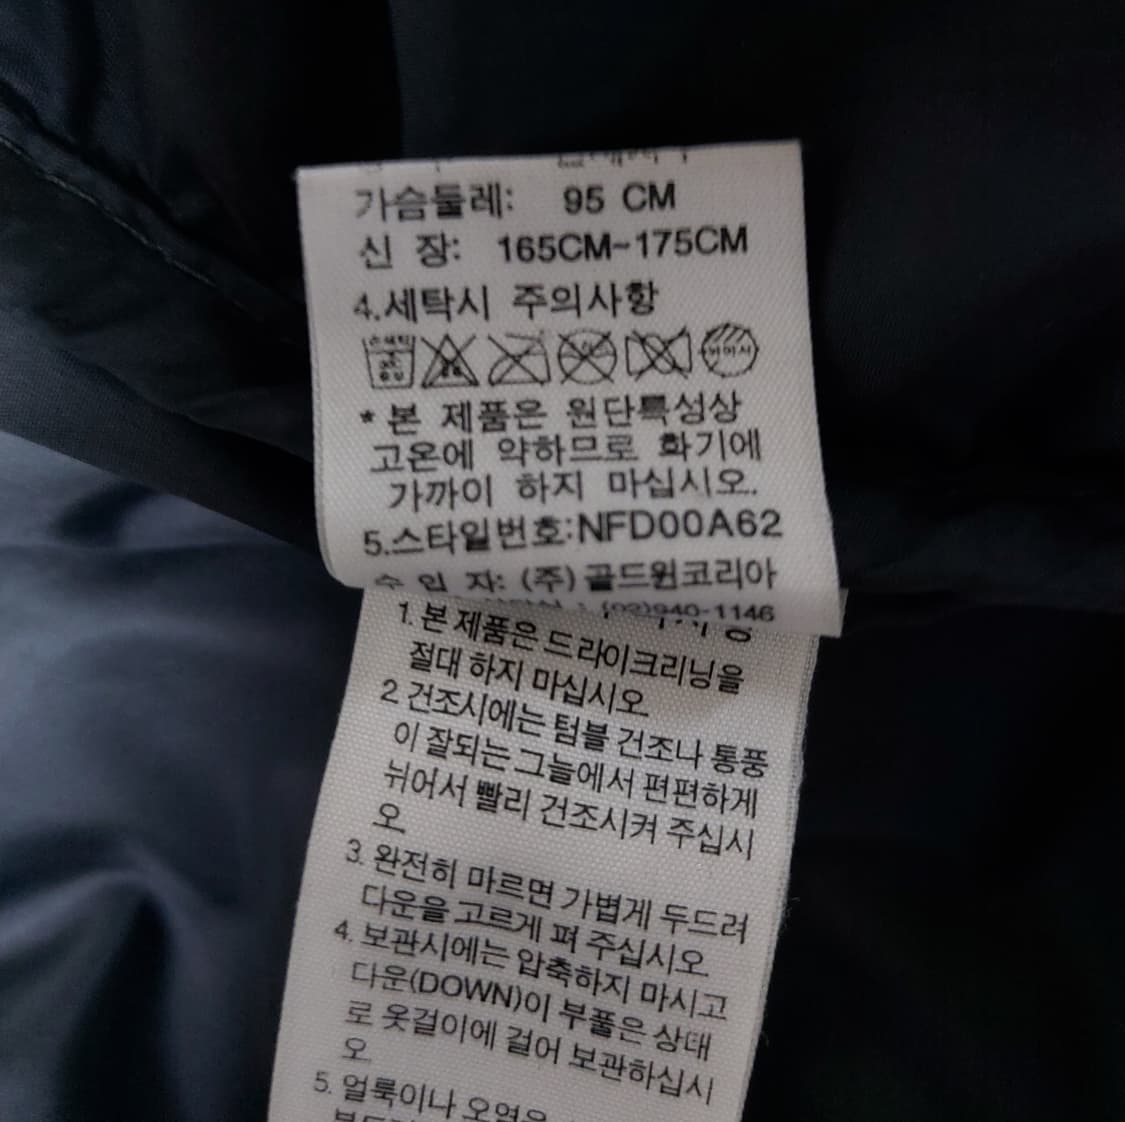 가슴둘레: 95 CM
신 장: 165CM~175CM
4.세탁시 주의사항
* 본 제품은 원단특성상
고온에 약하므로 화기에
가까이 하지 마십시오.
5.스타일번호:NFD00A62
수 입 자: (주)골드윈코리아
: (02)940-1146
1. 본 제품은 드라이크리닝을
절대 하지 마십시오
2 건조시에는 텀블 건조나 통풍
이 잘되는 그늘에서 편편하게
뉘어서 빨리 건조시켜 주십시
오
3. 완전히 마르면 가볍게 두드려
다운을 고르게 펴 주십시오
4. 보관시에는 압축하지 마시고
다운(DOWN)이 부풀은 상태
로 옷걸이에 걸어 보관하십시
오
5. 얼룩이나 오염은